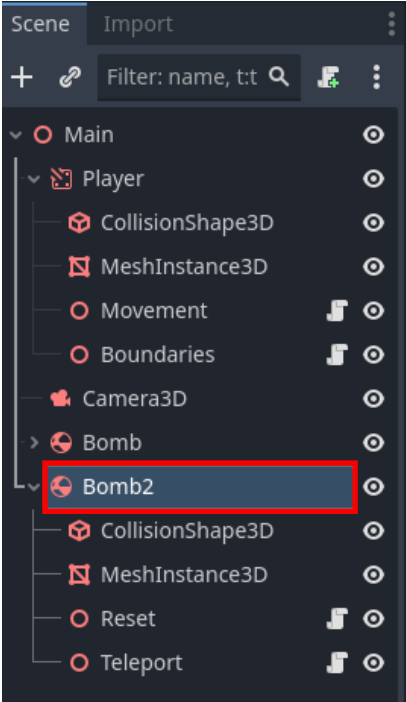 Scene Import
Filter: name, t:t
Main
Player
CollisionShape3D
MeshInstance3D
Movement
Boundaries
Camera3D
Bomb
Bomb2
CollisionShape3D
MeshInstance3D
Reset
Teleport